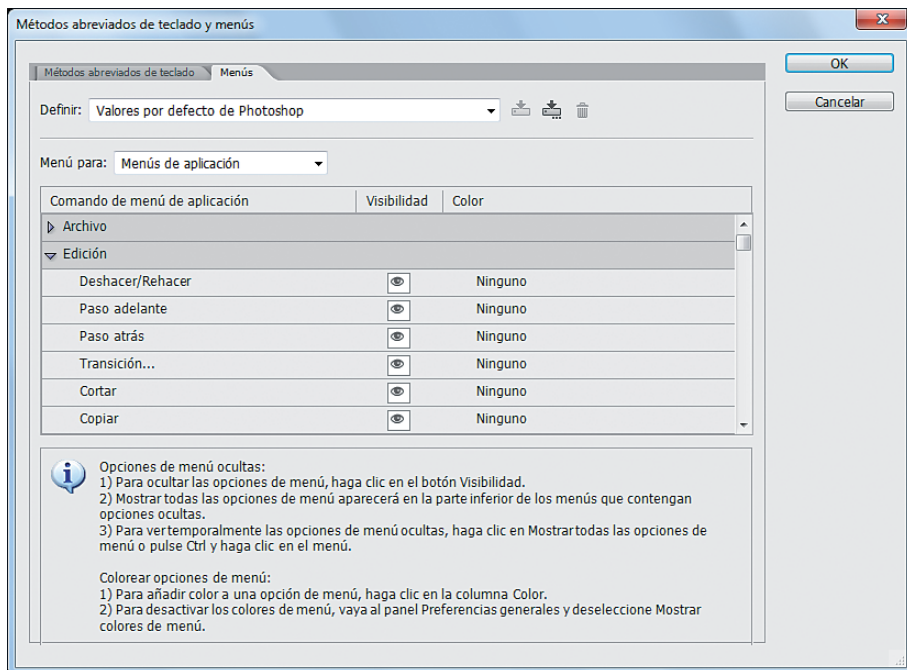 Métodos abreviados de teclado y menús
Métodos abreviados de teclado
Menús
OK
Cancelar
Definir: Valores por defecto de Photoshop
Menú para: Menús de aplicación
Comando de menú de aplicación Visibilidad Color
Archivo
Edición
Deshacer/Rehacer Ninguno
Paso adelante Ninguno
Paso atrás Ninguno
Transición... Ninguno
Cortar Ninguno
Copiar Ninguno
Opciones de menú ocultas:
1) Para ocultar las opciones de menú, haga clic en el botón Visibilidad.
2) Mostrar todas las opciones de menú aparecerá en la parte inferior de los menús que contengan
opciones ocultas.
3) Para ver temporalmente las opciones de menú ocultas, haga clic en Mostrar todas las opciones de
menú o pulse Ctrl y haga clic en el menú.
Colorear opciones de menú:
1) Para añadir color a una opción de menú, haga clic en la columna Color.
2) Para desactivar los colores de menú, vaya al panel Preferencias generales y deseleccione Mostrar
colores de menú.